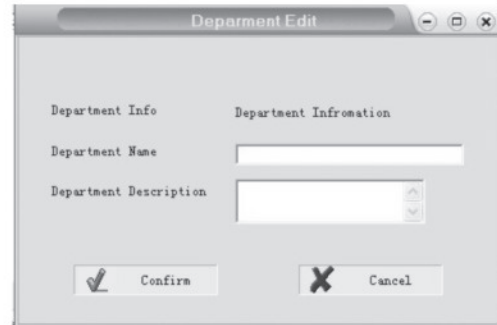 Deparment Edit
Department Info Department Infromation
Department Name
Department Description
Confirm Cancel